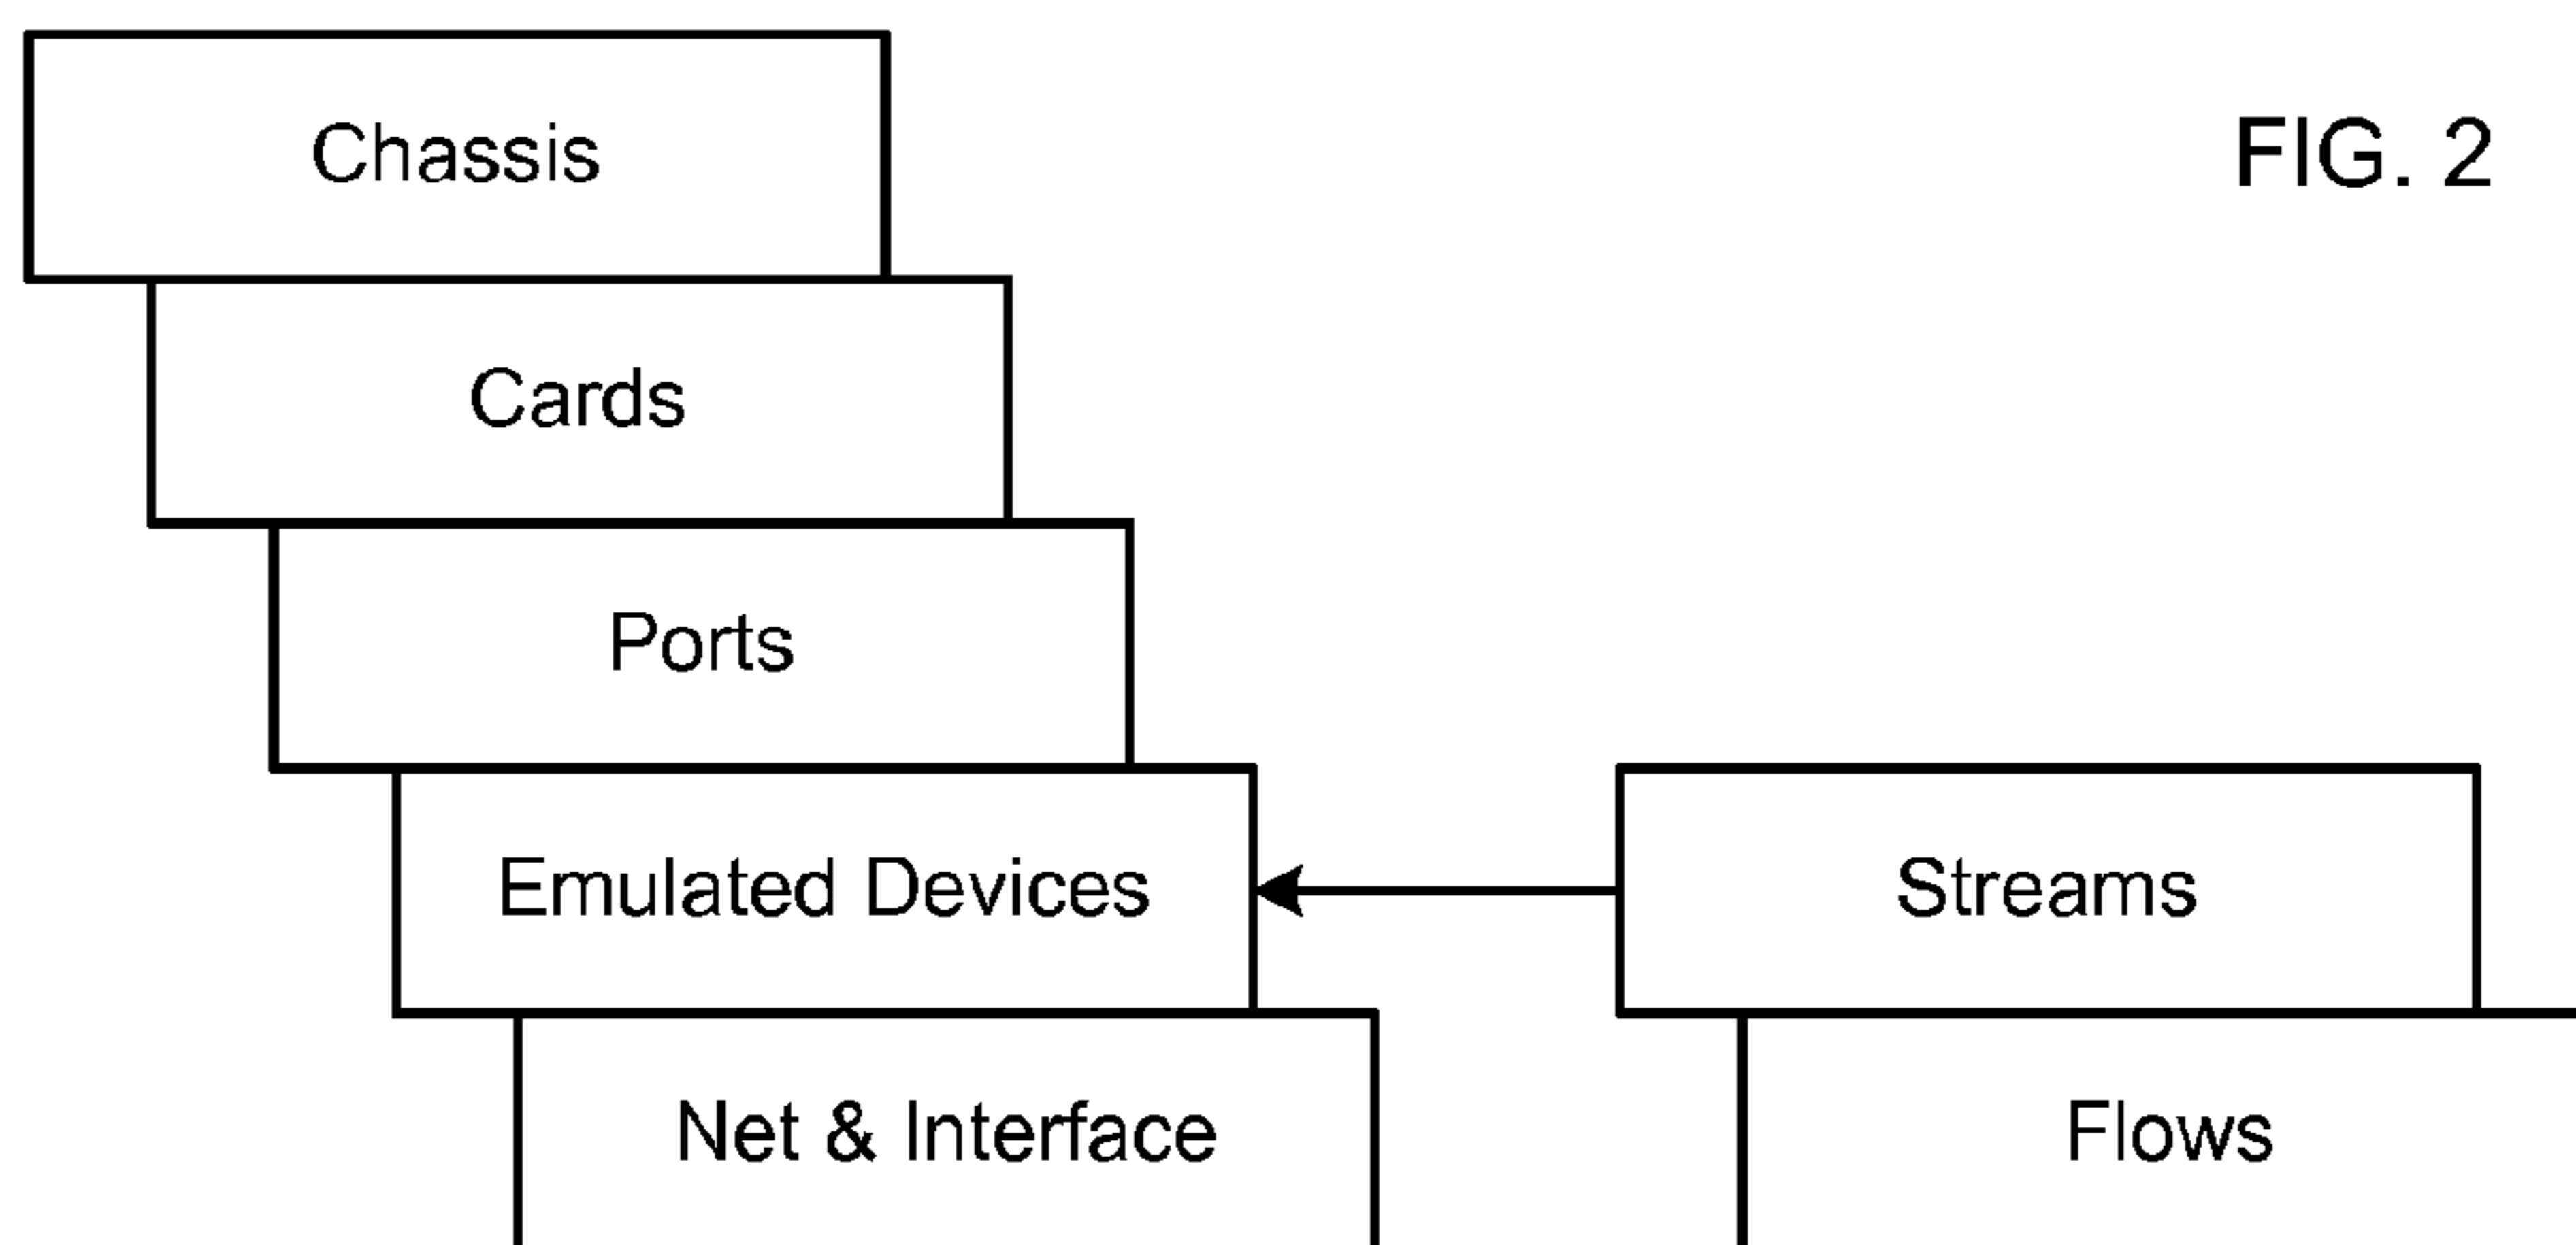 Chassis
FIG. 2
Cards
Ports
Emulated Devices
Streams
Net & Interface
Flows